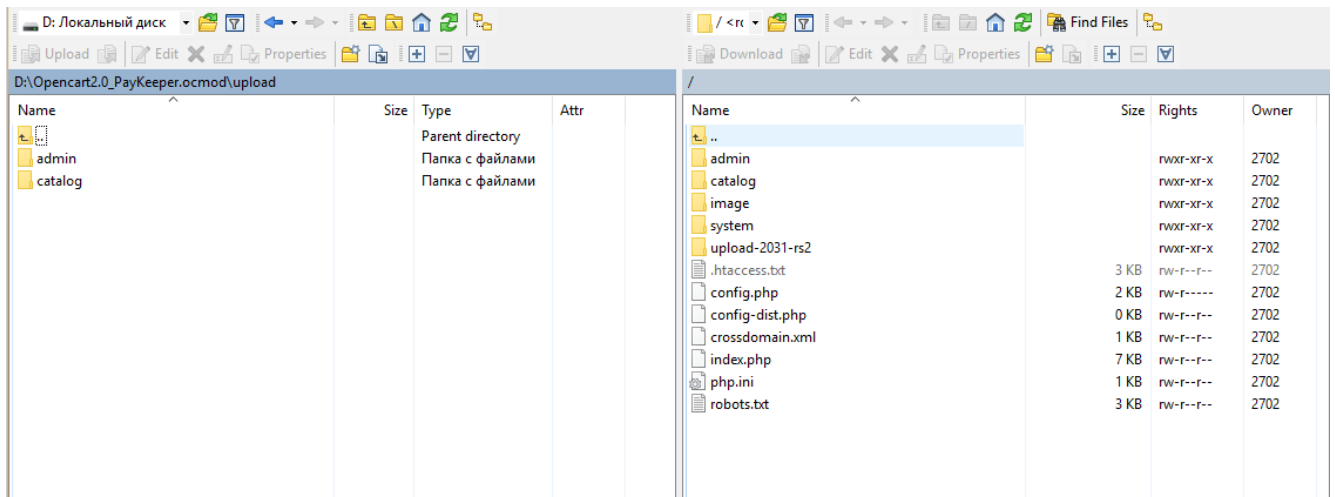 D: Локальный диск
Upload Edit Properties
D:\Opencart2.0_PayKeeper.ocmod\upload
Name Size Type Attr
.. Parent directory
admin Папка с файлами
catalog Папка с файлами
/ <ro Find Files
Download Edit Properties
/
Name Size Rights Owner
..
admin rwxr-xr-x 2702
catalog rwxr-xr-x 2702
image rwxr-xr-x 2702
system rwxr-xr-x 2702
upload-2031-rs2 rwxr-xr-x 2702
.htaccess.txt 3 KB rw-r--r-- 2702
config.php 2 KB rw-r----- 2702
config-dist.php 0 KB rw-r--r-- 2702
crossdomain.xml 1 KB rw-r--r-- 2702
index.php 7 KB rw-r--r-- 2702
php.ini 1 KB rw-r--r-- 2702
robots.txt 3 KB rw-r--r-- 2702